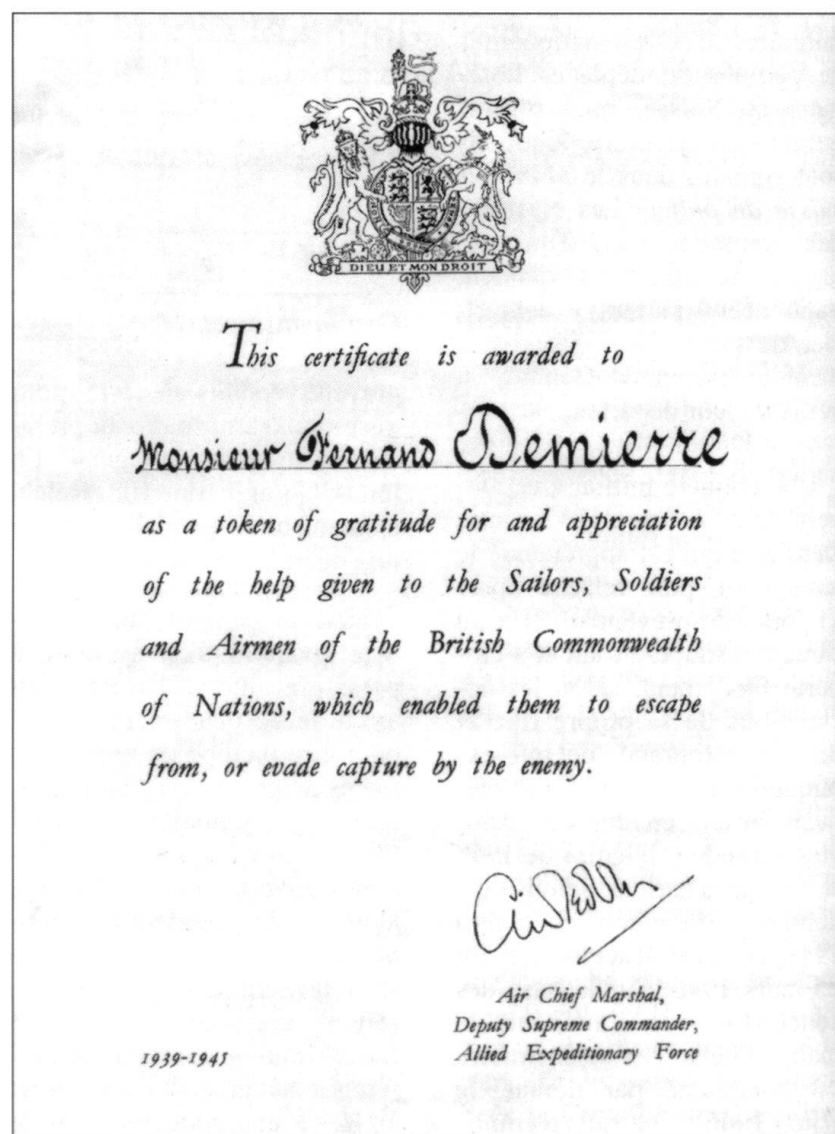 DIEU ET MON DROIT
This certificate is awarded to
Monsieur Fernand Demierre
as a token of gratitude for and appreciation
of the help given to the Sailors, Soldiers
and Airmen of the British Commonwealth
of Nations, which enabled them to escape
from, or evade capture by the enemy.
Air Chief Marshal,
Deputy Supreme Commander,
1939-1945 Allied Expeditionary Force